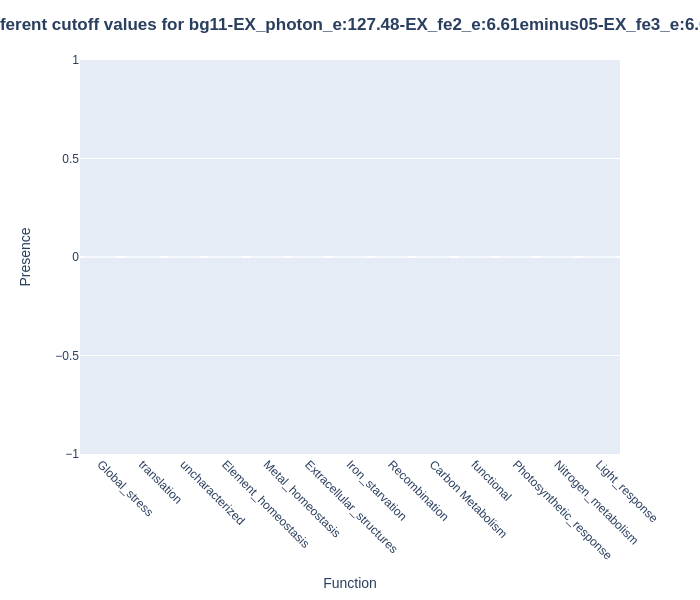 ferent cutoff values for bg11-EX_photon_e:127.48-EX_fe2_e:6.61eminus05-EX_fe3_e:6.
1
0.5
0
−0.5
−1
Presence
Global_stress
translation
uncharacterized
Element_homeostasis
Metal_homeostasis
Extracellular_structures
Iron_starvation
Recombination
Carbon Metabolism
functional
Photosynthetic_response
Nitrogen_metabolism
Light_response
Function